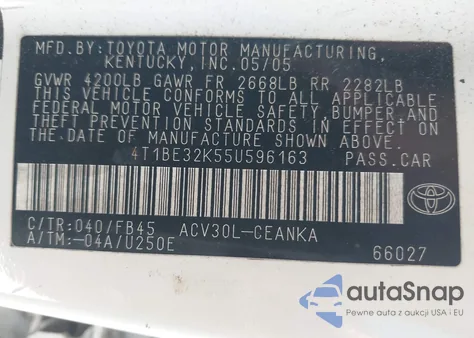 MFD.BY:TOYOTA MOTOR MANUFACTURING,
KENTUCKY,INC.05/05
GVWR 4200LB GAWR FR 2668LB RR 2282LB
THIS VEHICLE CONFORMS TO ALL APPLICABLE
FEDERAL MOTOR VEHICLE SAFETY,BUMPER,AND
THEFT PREVENTION STANDARDS IN EFFECT ON
THE DATE OF MANUFACTURE SHOWN ABOVE.
4T1BE32K55U596163 PASS.CAR
TOYOTA
C/TR:040/FB45 ACV30L-CEANKA
A/TM:-04A/U250E 66027
autoSnap
Pewne auta z aukcji USA i EU